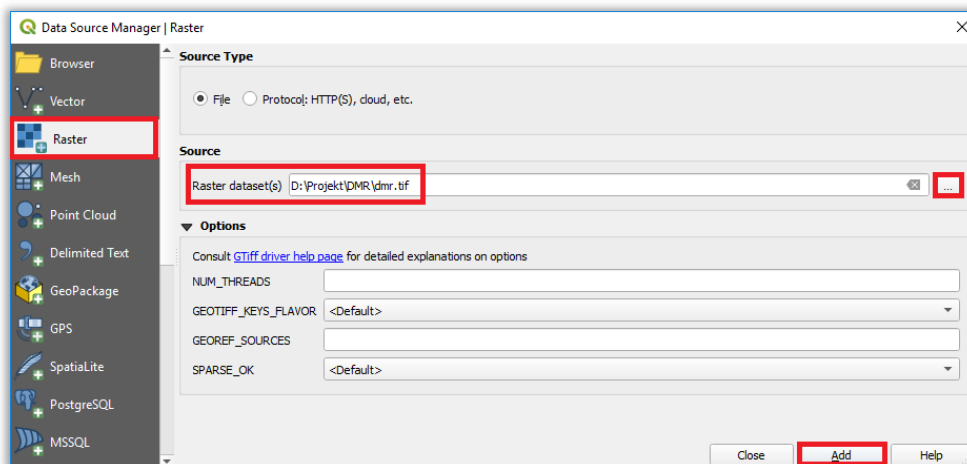 Data Source Manager | Raster
Browser
Vector
Raster
Mesh
Point Cloud
Delimited Text
GeoPackage
GPS
SpatiaLite
PostgreSQL
MSSQL
Source Type
File
Protocol: HTTP(S), cloud, etc.
Source
Raster dataset(s) D:\Projekt\DMR\dmr.tif
...
Options
Consult GTiff driver help page for detailed explanations on options
NUM_THREADS
GEOTIFF_KEYS_FLAVOR <Default>
GEOREF_SOURCES
SPARSE_OK <Default>
Close Add Help